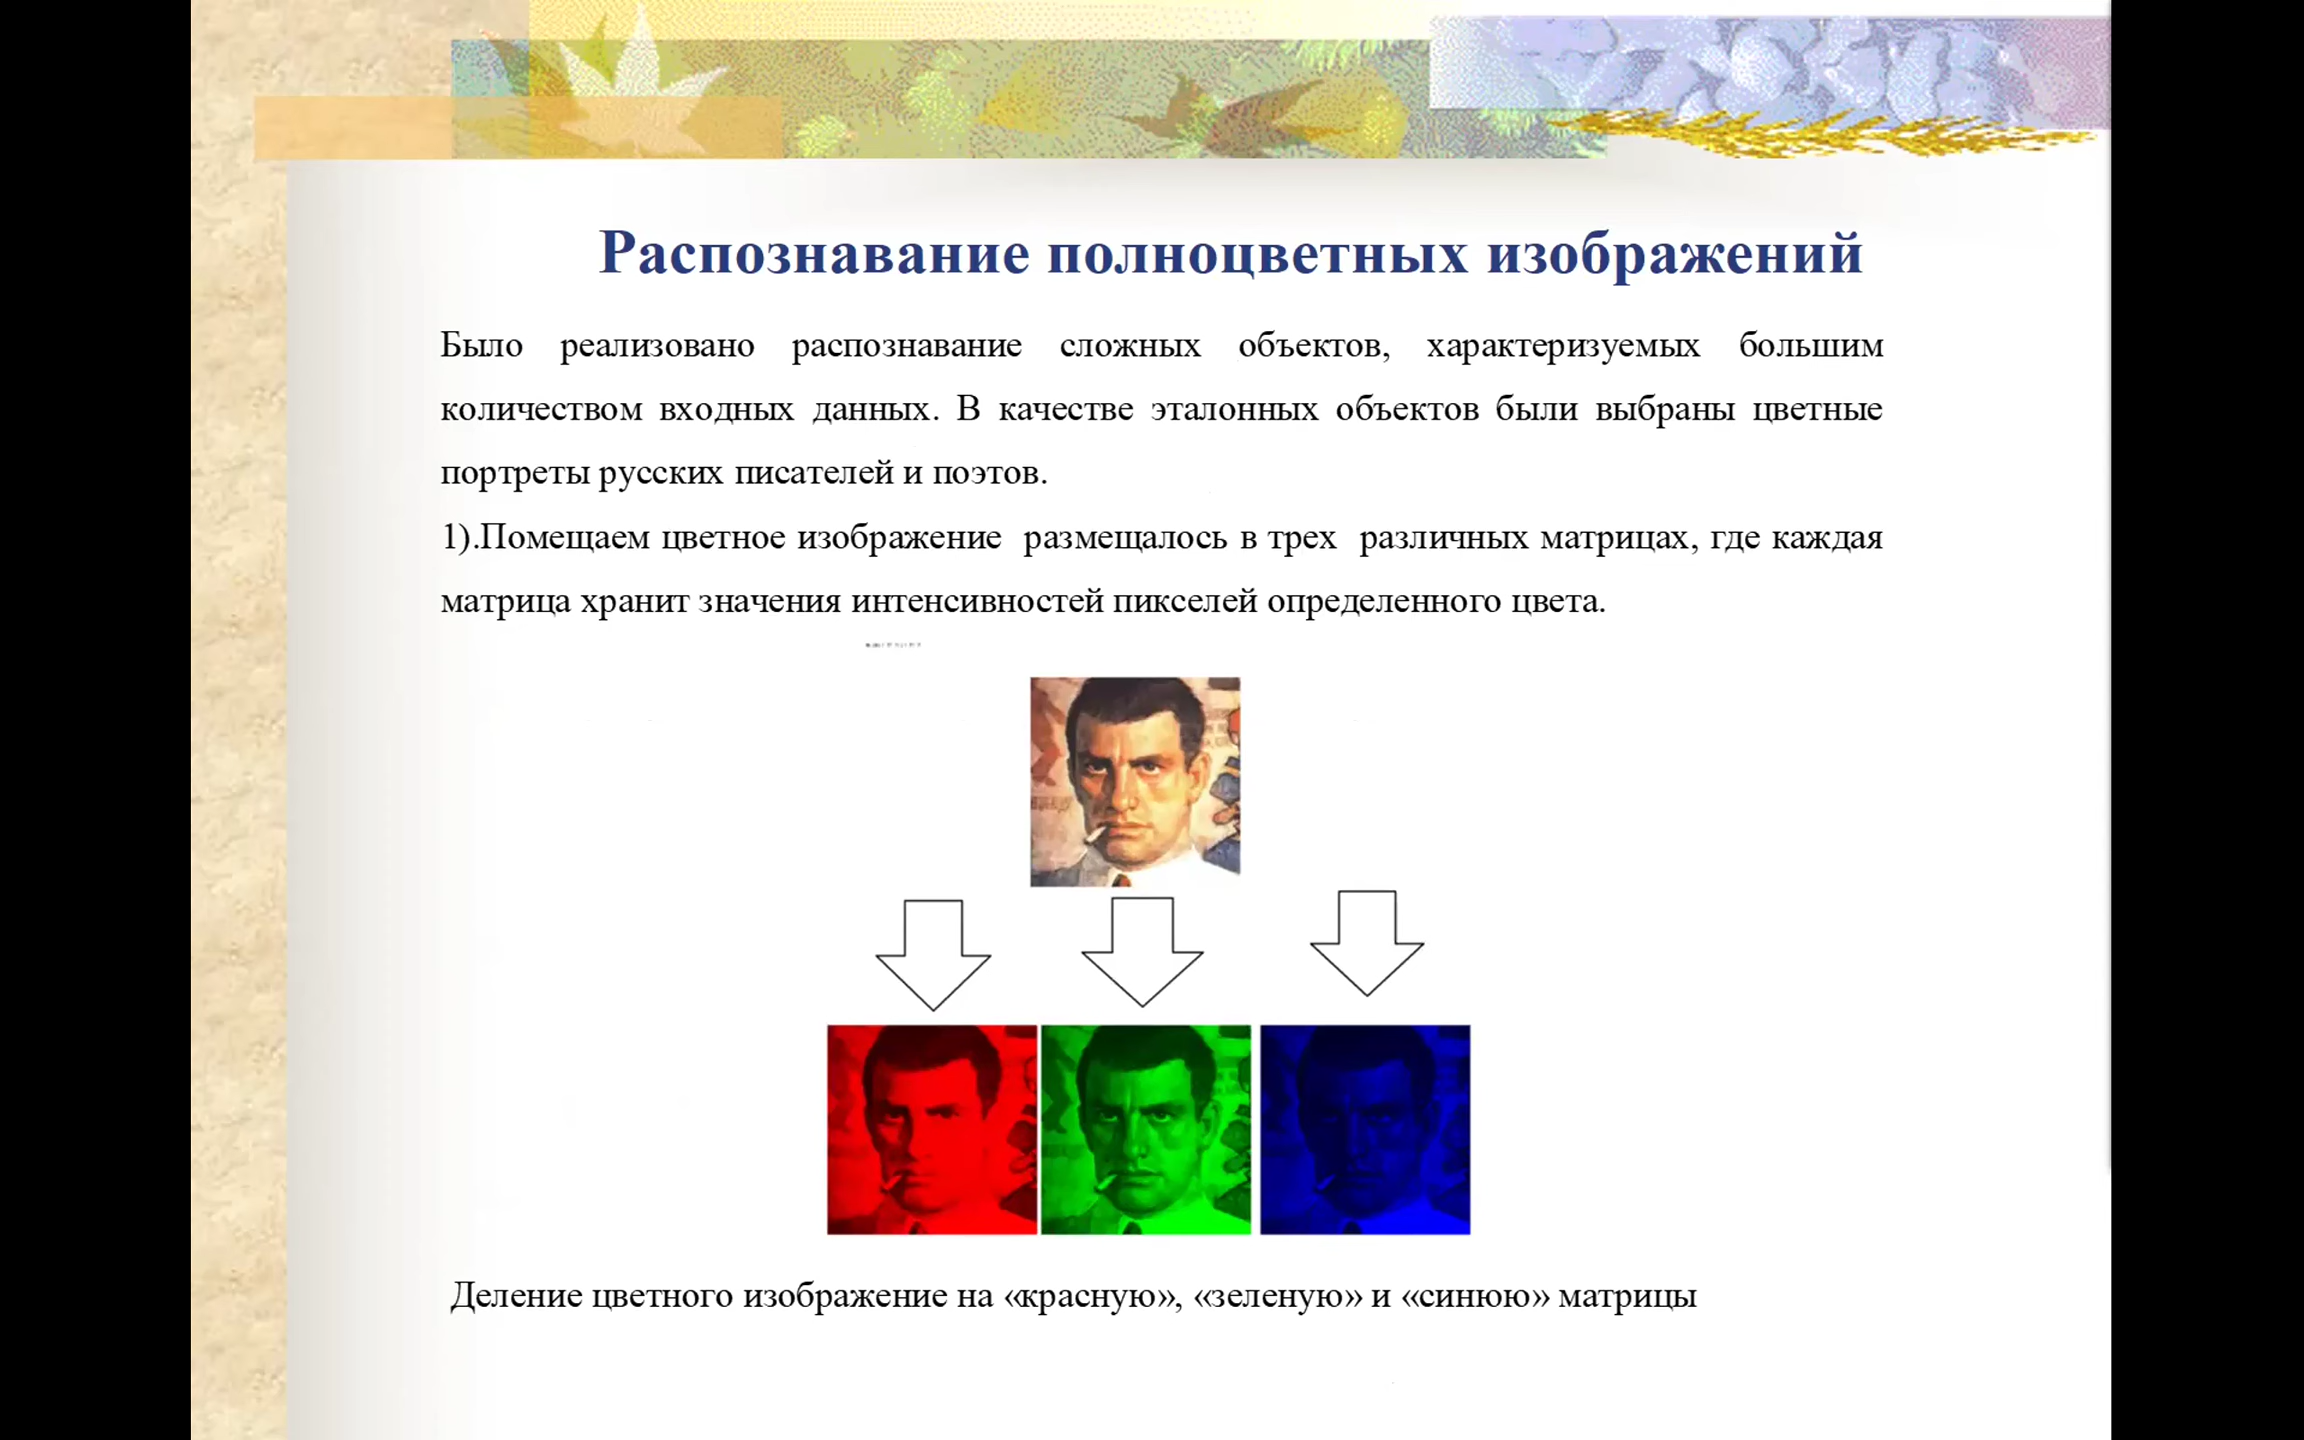 Распознавание полноцветных изображений
Было реализовано распознавание сложных объектов, характеризуемых большим
количеством входных данных. В качестве эталонных объектов были выбраны цветные
портреты русских писателей и поэтов.
1).Помещаем цветное изображение размещалось в трех различных матрицах, где каждая
матрица хранит значения интенсивностей пикселей определенного цвета.
Деление цветного изображение на «красную», «зеленую» и «синюю» матрицы